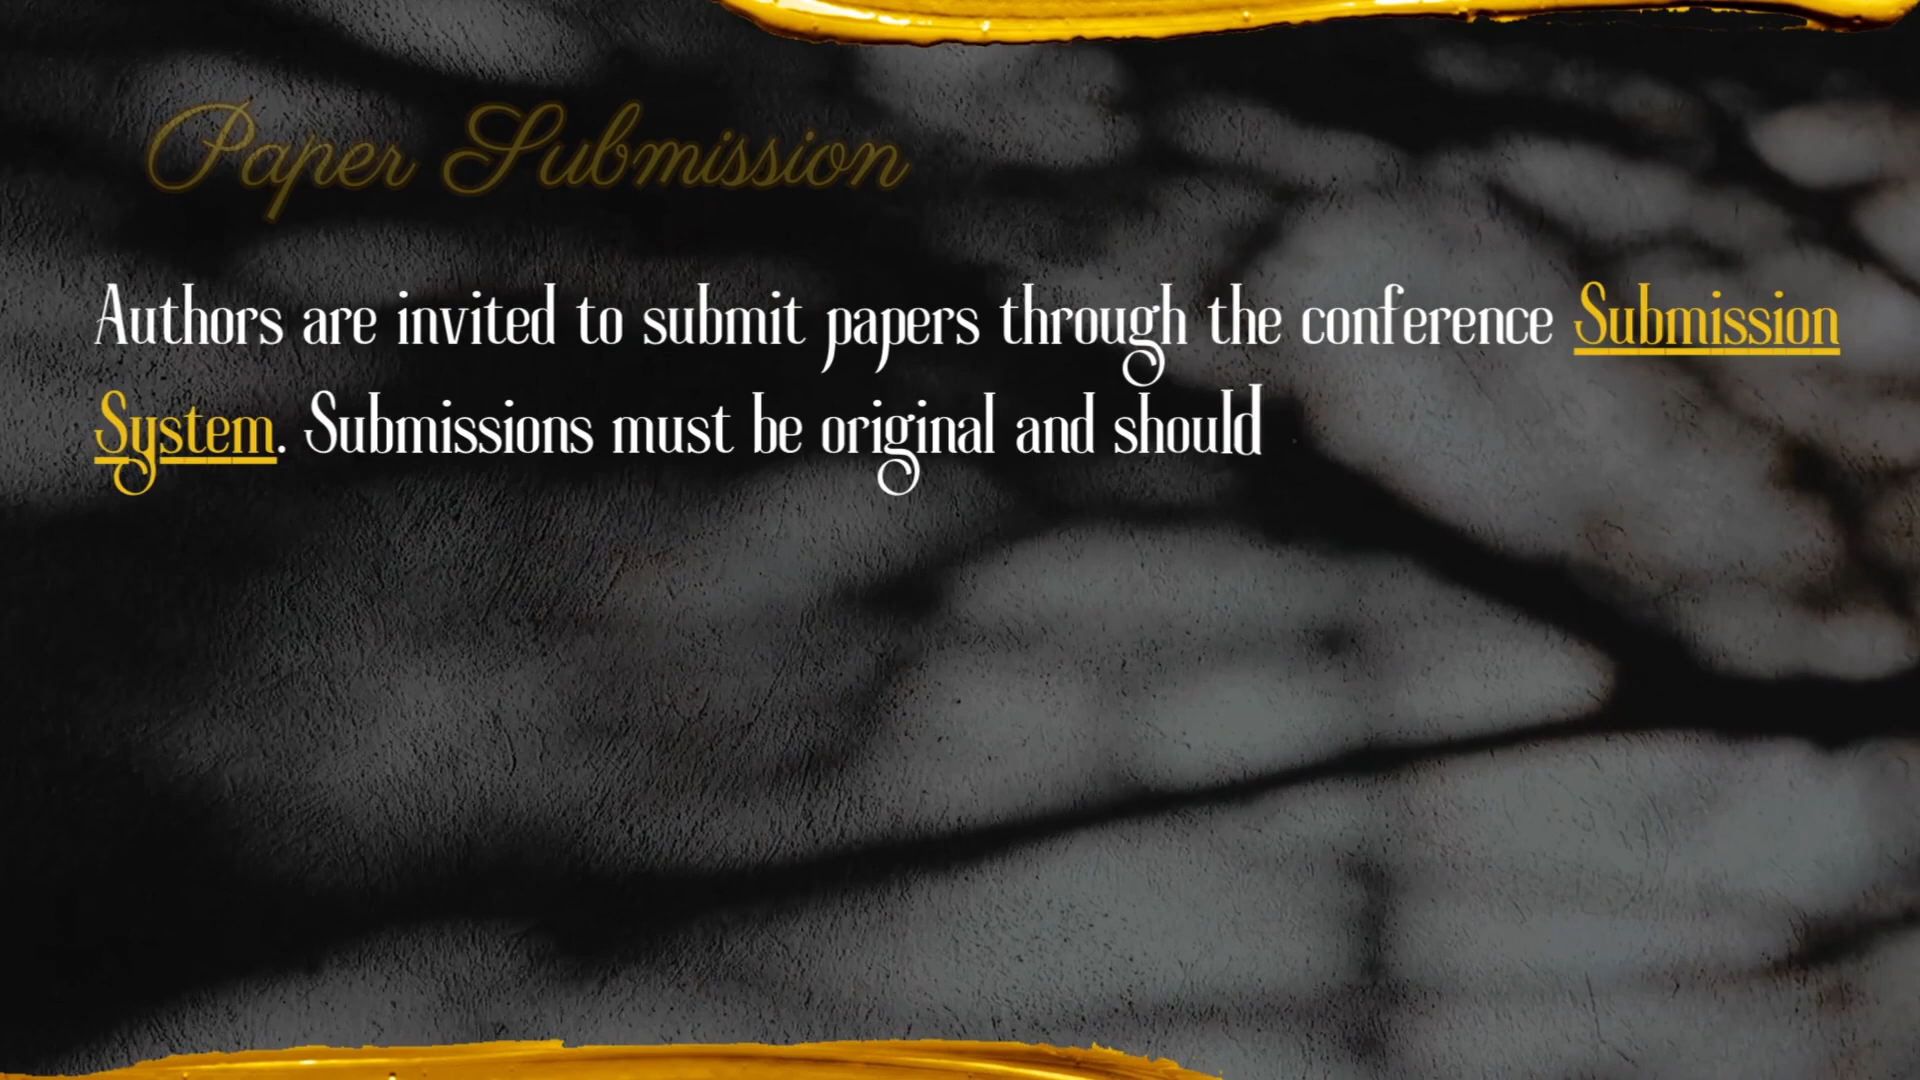 Paper Submission
Authors are invited to submit papers through the conference Submission
System. Submissions must be original and should